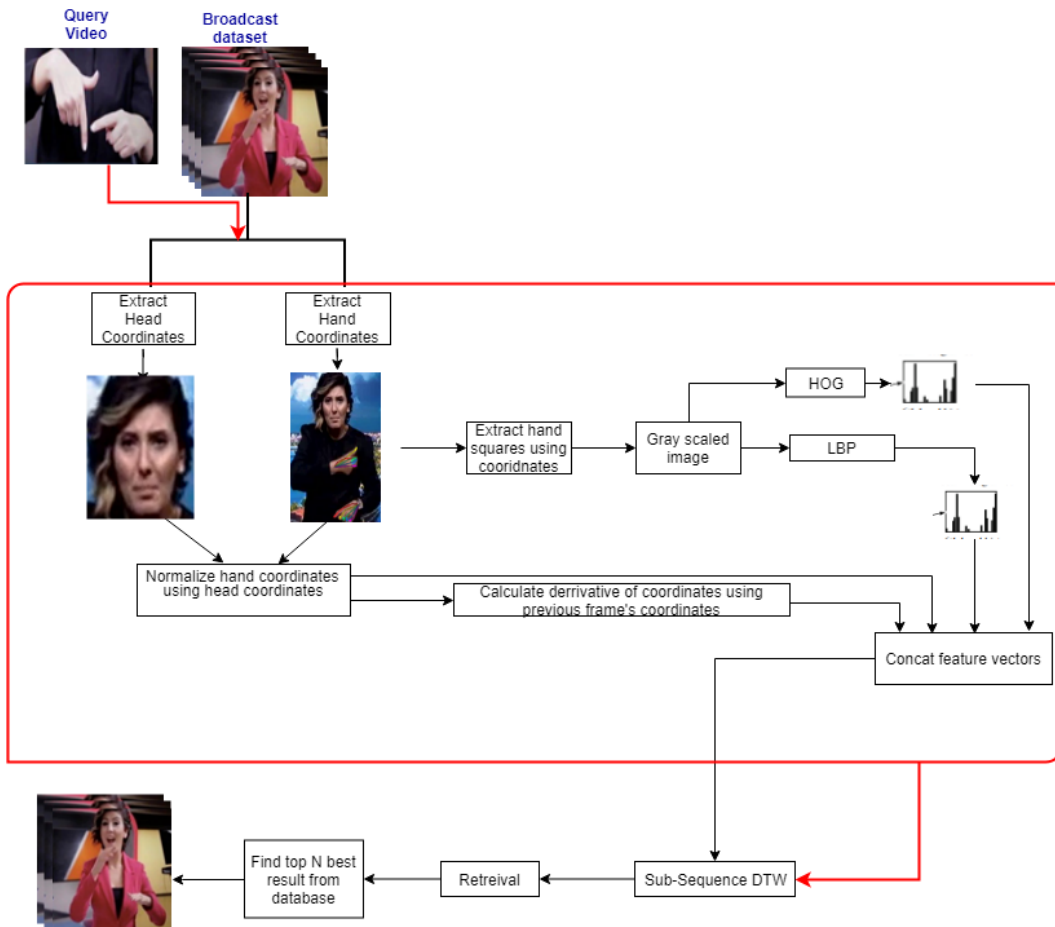 Query
Video
Broadcast
dataset
Extract
Head
Coordinates
Extract
Hand
Coordinates
Extract hand
squares using
cooridnates
Gray scaled
image
HOG
LBP
Normalize hand coordinates
using head coordinates
Calculate derrivative of coordinates using
previous frame's coordinates
Concat feature vectors
Find top N best
result from
database
Retreival
Sub-Sequence DTW